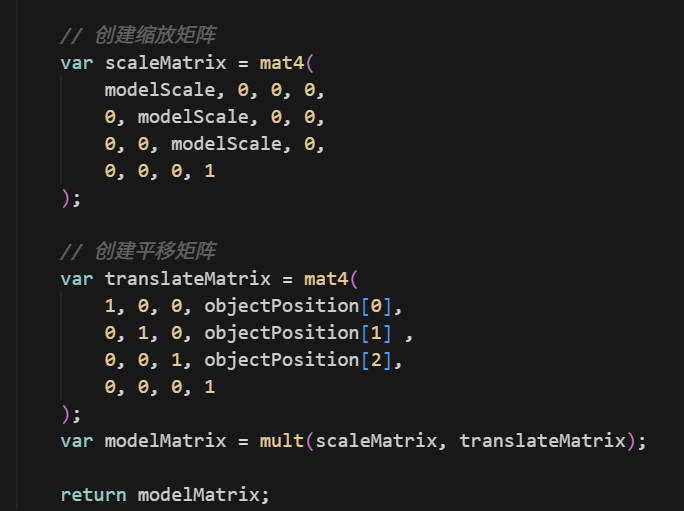 // 创建缩放矩阵
var scaleMatrix = mat4(
modelScale, 0, 0, 0,
0, modelScale, 0, 0,
0, 0, modelScale, 0,
0, 0, 0, 1
);
// 创建平移矩阵
var translateMatrix = mat4(
1, 0, 0, objectPosition[0],
0, 1, 0, objectPosition[1] ,
0, 0, 1, objectPosition[2],
0, 0, 0, 1
);
var modelMatrix = mult(scaleMatrix, translateMatrix);
return modelMatrix;